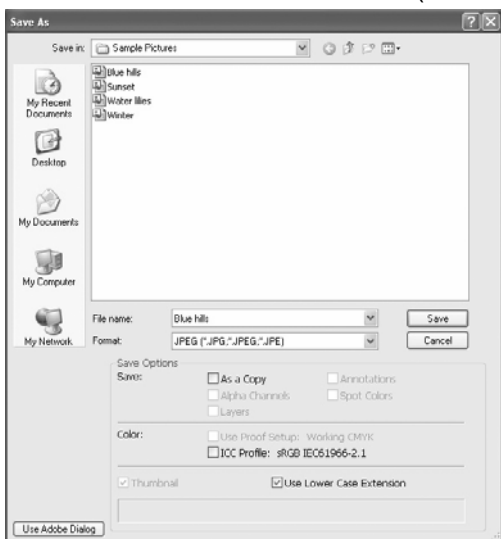 Save As
Save in: Sample Pictures
My Recent Documents
Desktop
My Documents
My Computer
My Network
Blue hills
Sunset
Water lilies
Winter
File name: Blue hills Save
Format: JPEG (*.JPG;*.JPEG;*.JPE) Cancel
Save Options
Save: As a Copy Annotations
Alpha Channels Spot Colors
Layers
Color: Use Proof Setup: Working CMYK
ICC Profile: sRGB IEC61966-2.1
Thumbnail Use Lower Case Extension
Use Adobe Dialog